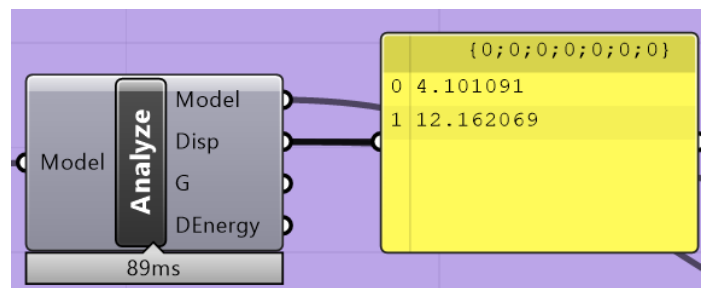 Model
Analyze
Model
Disp
G
DEnergy
89ms
{0;0;0;0;0;0;0}
0 4.101091
1 12.162069